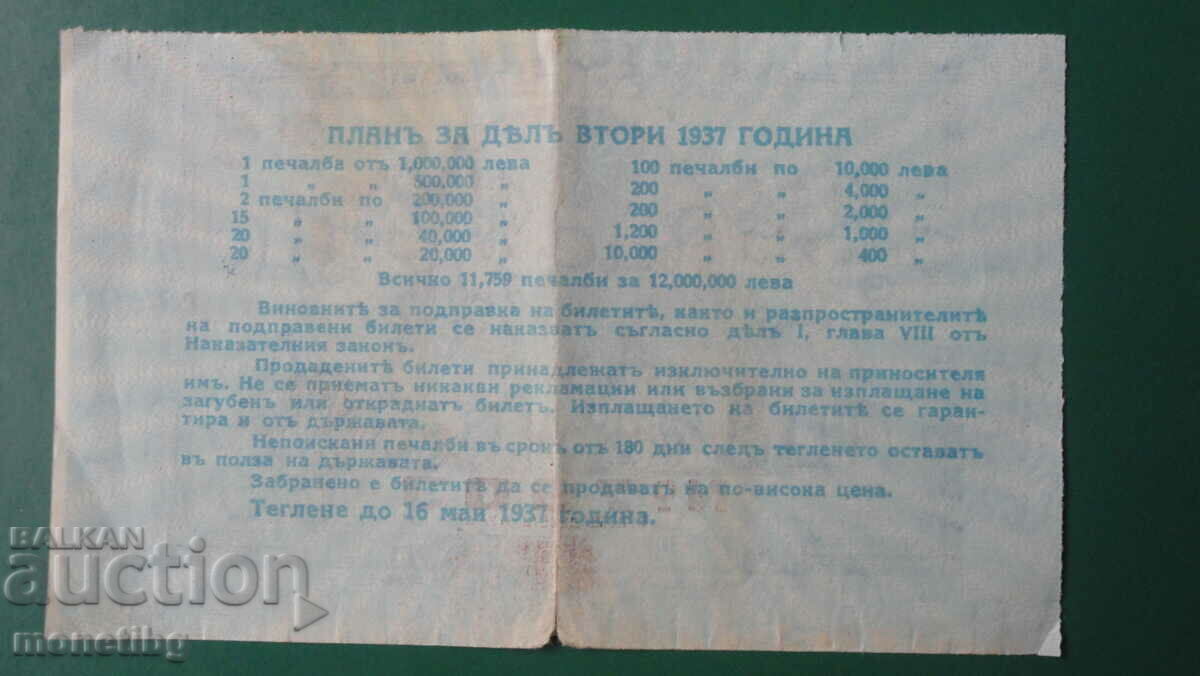 ПЛАНЪ ЗА ДѢЛЪ ВТОРИ 1937 ГОДИНА
1 печалба отъ 1,000,000 лева
1 „ „ 500,000 „
2 печалби по 200,000 „
15 „ „ 100,000 „
20 „ „ 40,000 „
20 „ „ 20,000 „
100 печалби по 10,000 лева
200 „ „ 4,000 „
200 „ „ 2,000 „
1,200 „ „ 1,000 „
10,000 „ „ 400 „
Всичко 11,759 печалби за 12,000,000 лева
Виновнитѣ за подправка на билетитѣ, както и разпространителитѣ
на подправени билети се наказватъ съгласно дѣлъ I, глава VIII отъ
Наказателния законъ.
Продаденитѣ билети принадлежатъ изключително на приносителя
имъ. Не се приематъ никакви рекламации или възбрани за изплащане на
загубенъ или откраднатъ билетъ. Изплащането на билетитѣ се гаран-
тира и отъ държавата.
Непоискани печалби въ срокъ отъ 180 дни следъ тегленето оставатъ
въ полза на държавата.
Забранено е билетитѣ да се продаватъ на по-висока цена.
Теглене до 16 май 1937 година.
BALKAN
auction
monetibg